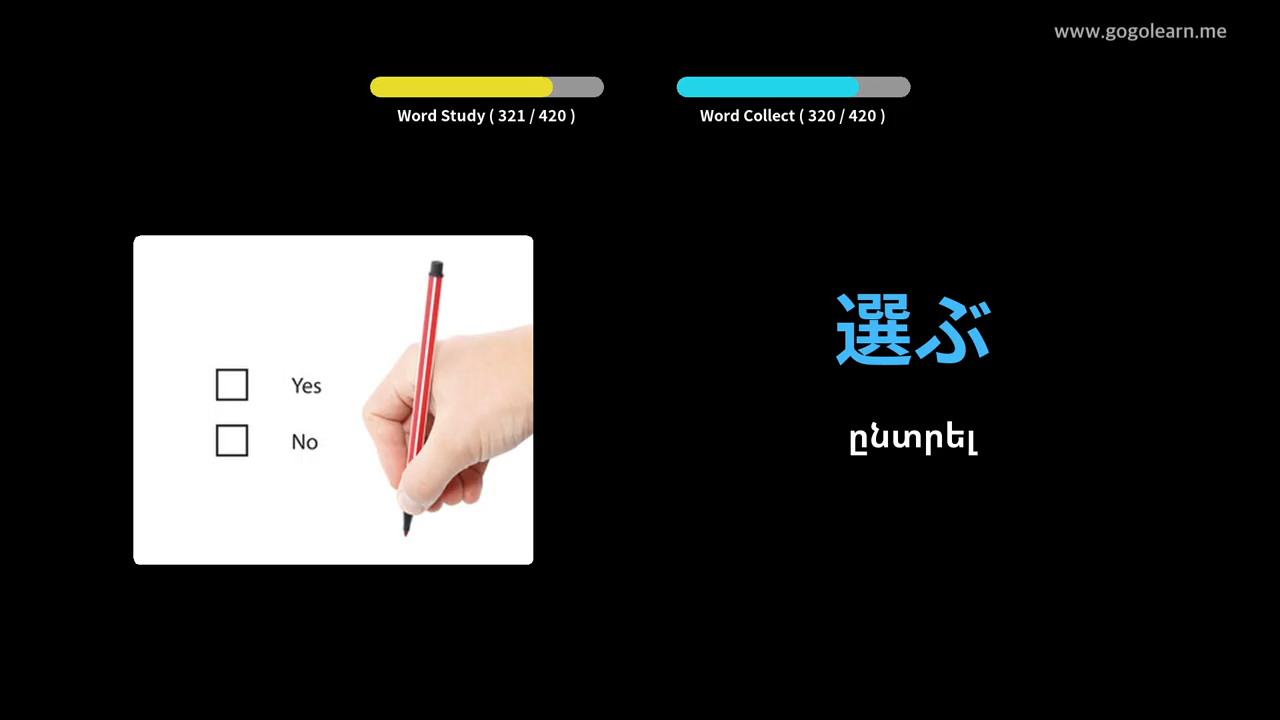 www.gogolearn.me
Word Study ( 321 / 420 )
Word Collect ( 320 / 420 )
Yes
No
選ぶ
ընտրել